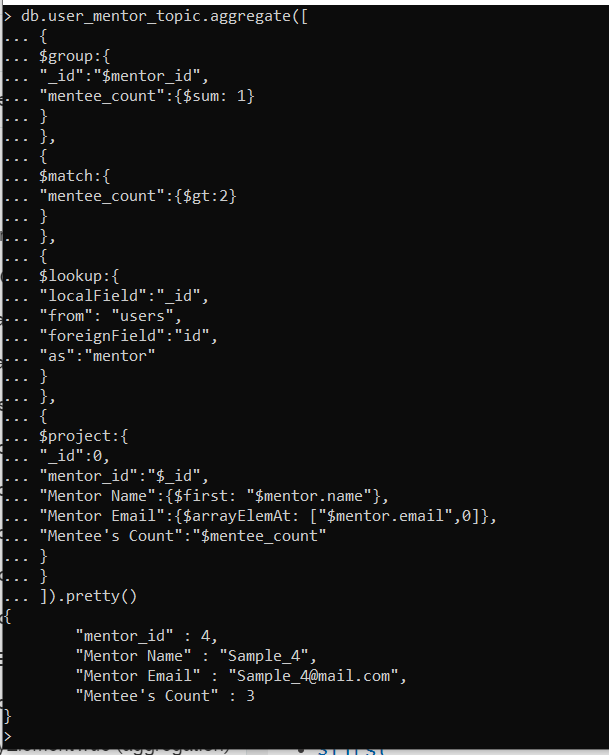 > db.user_mentor_topic.aggregate([
... {
... $group:{
... "_id":"$mentor_id",
... "mentee_count":{$sum: 1}
... }
... },
... {
... $match:{
... "mentee_count":{$gt:2}
... }
... },
... {
... $lookup:{
... "localField":"_id",
... "from": "users",
... "foreignField":"id",
... "as":"mentor"
... }
... },
... {
... $project:{
... "_id":0,
... "mentor_id":"$_id",
... "Mentor Name":{$first: "$mentor.name"},
... "Mentor Email":{$arrayElemAt: ["$mentor.email",0]},
... "Mentee's Count":"$mentee_count"
... }
... }
... ]).pretty()
{
        "mentor_id" : 4,
        "Mentor Name" : "Sample_4",
        "Mentor Email" : "Sample_4@mail.com",
        "Mentee's Count" : 3
}
>
(aggregation)